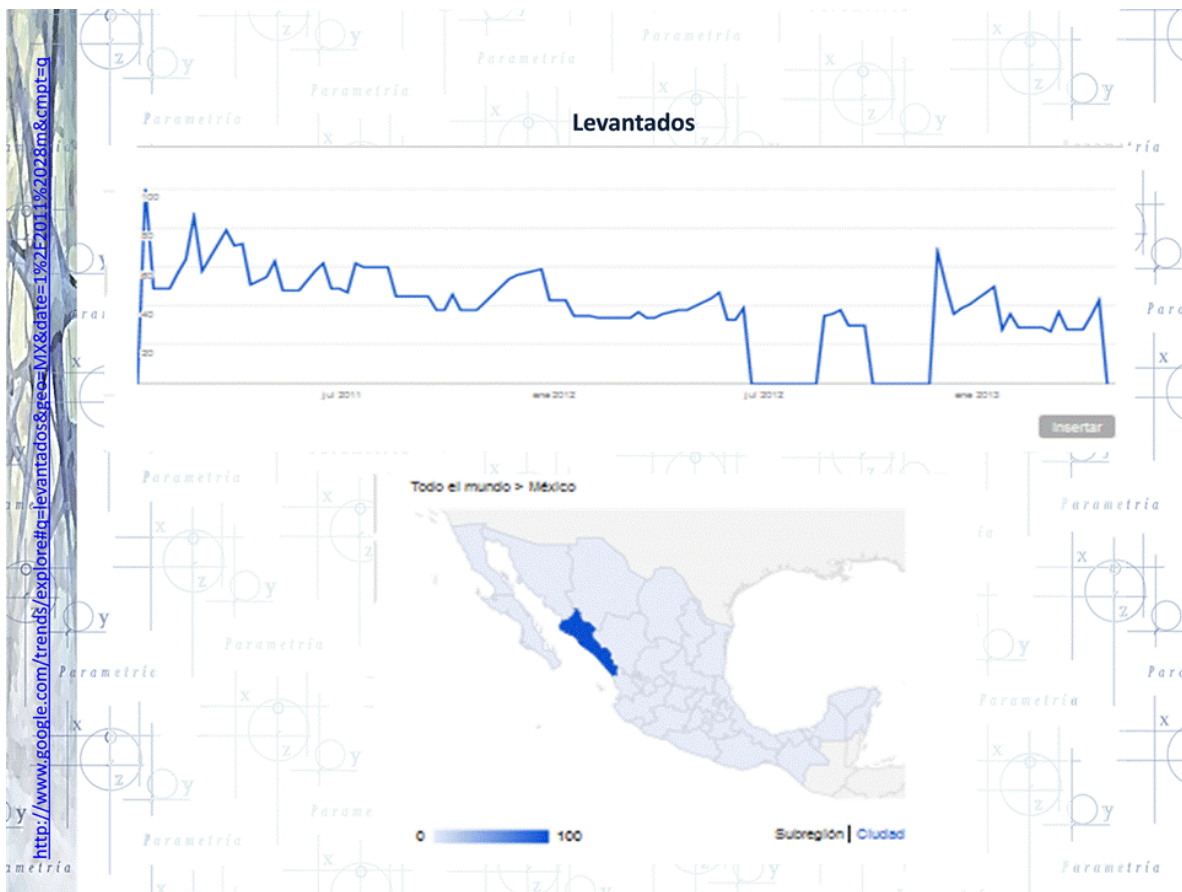 Levantados
100
80
60
40
20
jul 2011
ene 2012
jul 2012
ene 2013
Insertar
Todo el mundo > México
0
100
Subregión | Ciudad
http://www.google.com/trends/explore#q=levantados&geo=MX&date=1%2F2011%2028m&cmpt=q
Parametría